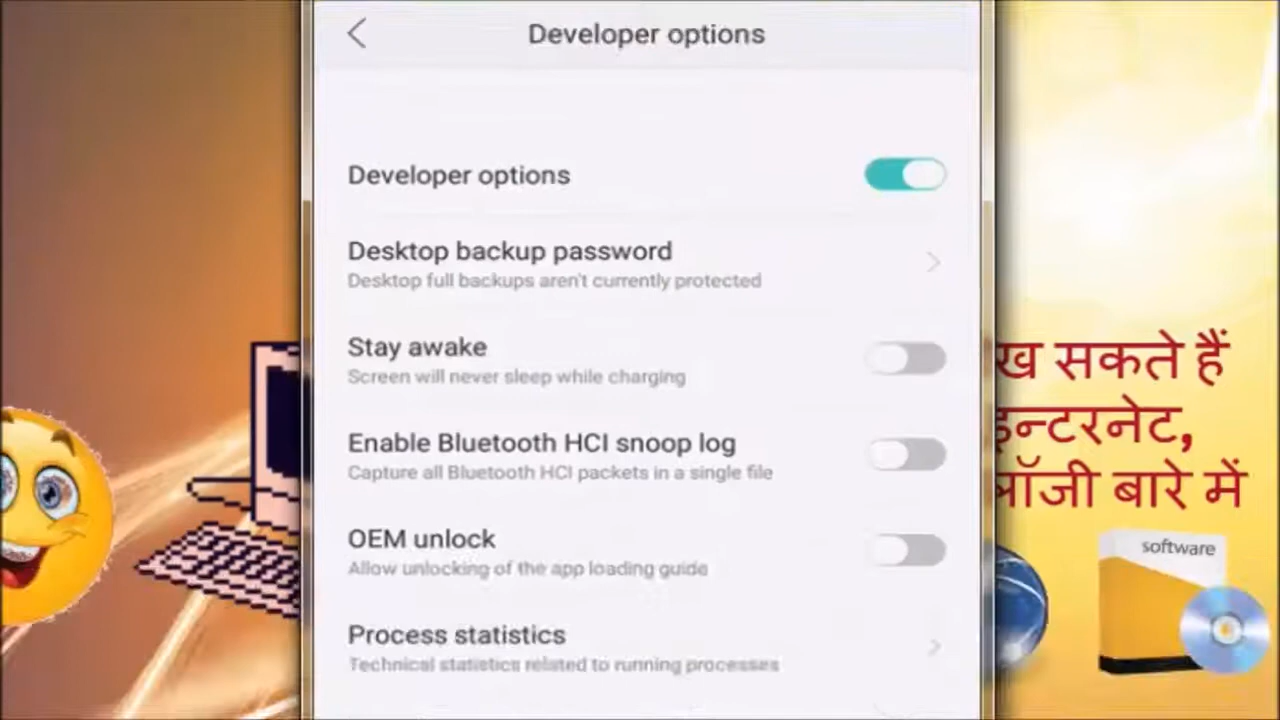 Developer options
Developer options
Desktop backup password
Desktop full backups aren't currently protected
Stay awake
Screen will never sleep while charging
Enable Bluetooth HCI snoop log
Capture all Bluetooth HCI packets in a single file
OEM unlock
Allow unlocking of the app loading guide
Process statistics
Technical statistics related to running processes
सकते हैं
इन्टरनेट,
बारे में
software